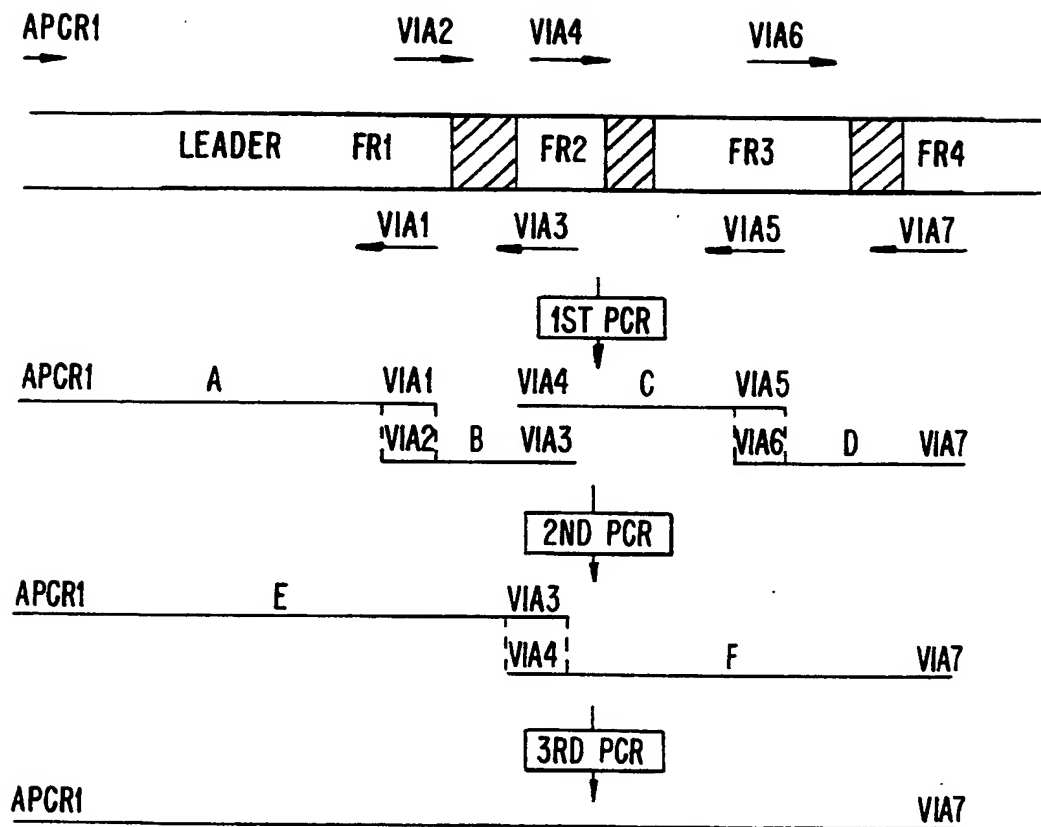 APCR1 VIA2 VIA4 VIA6
LEADER FR1 FR2 FR3 FR4
VIA1 VIA3 VIA5 VIA7
1ST PCR
APCR1 A VIA1 VIA4 C VIA5
VIA2 B VIA3 VIA6 D VIA7
2ND PCR
APCR1 E VIA3
VIA4 F VIA7
3RD PCR
APCR1 VIA7